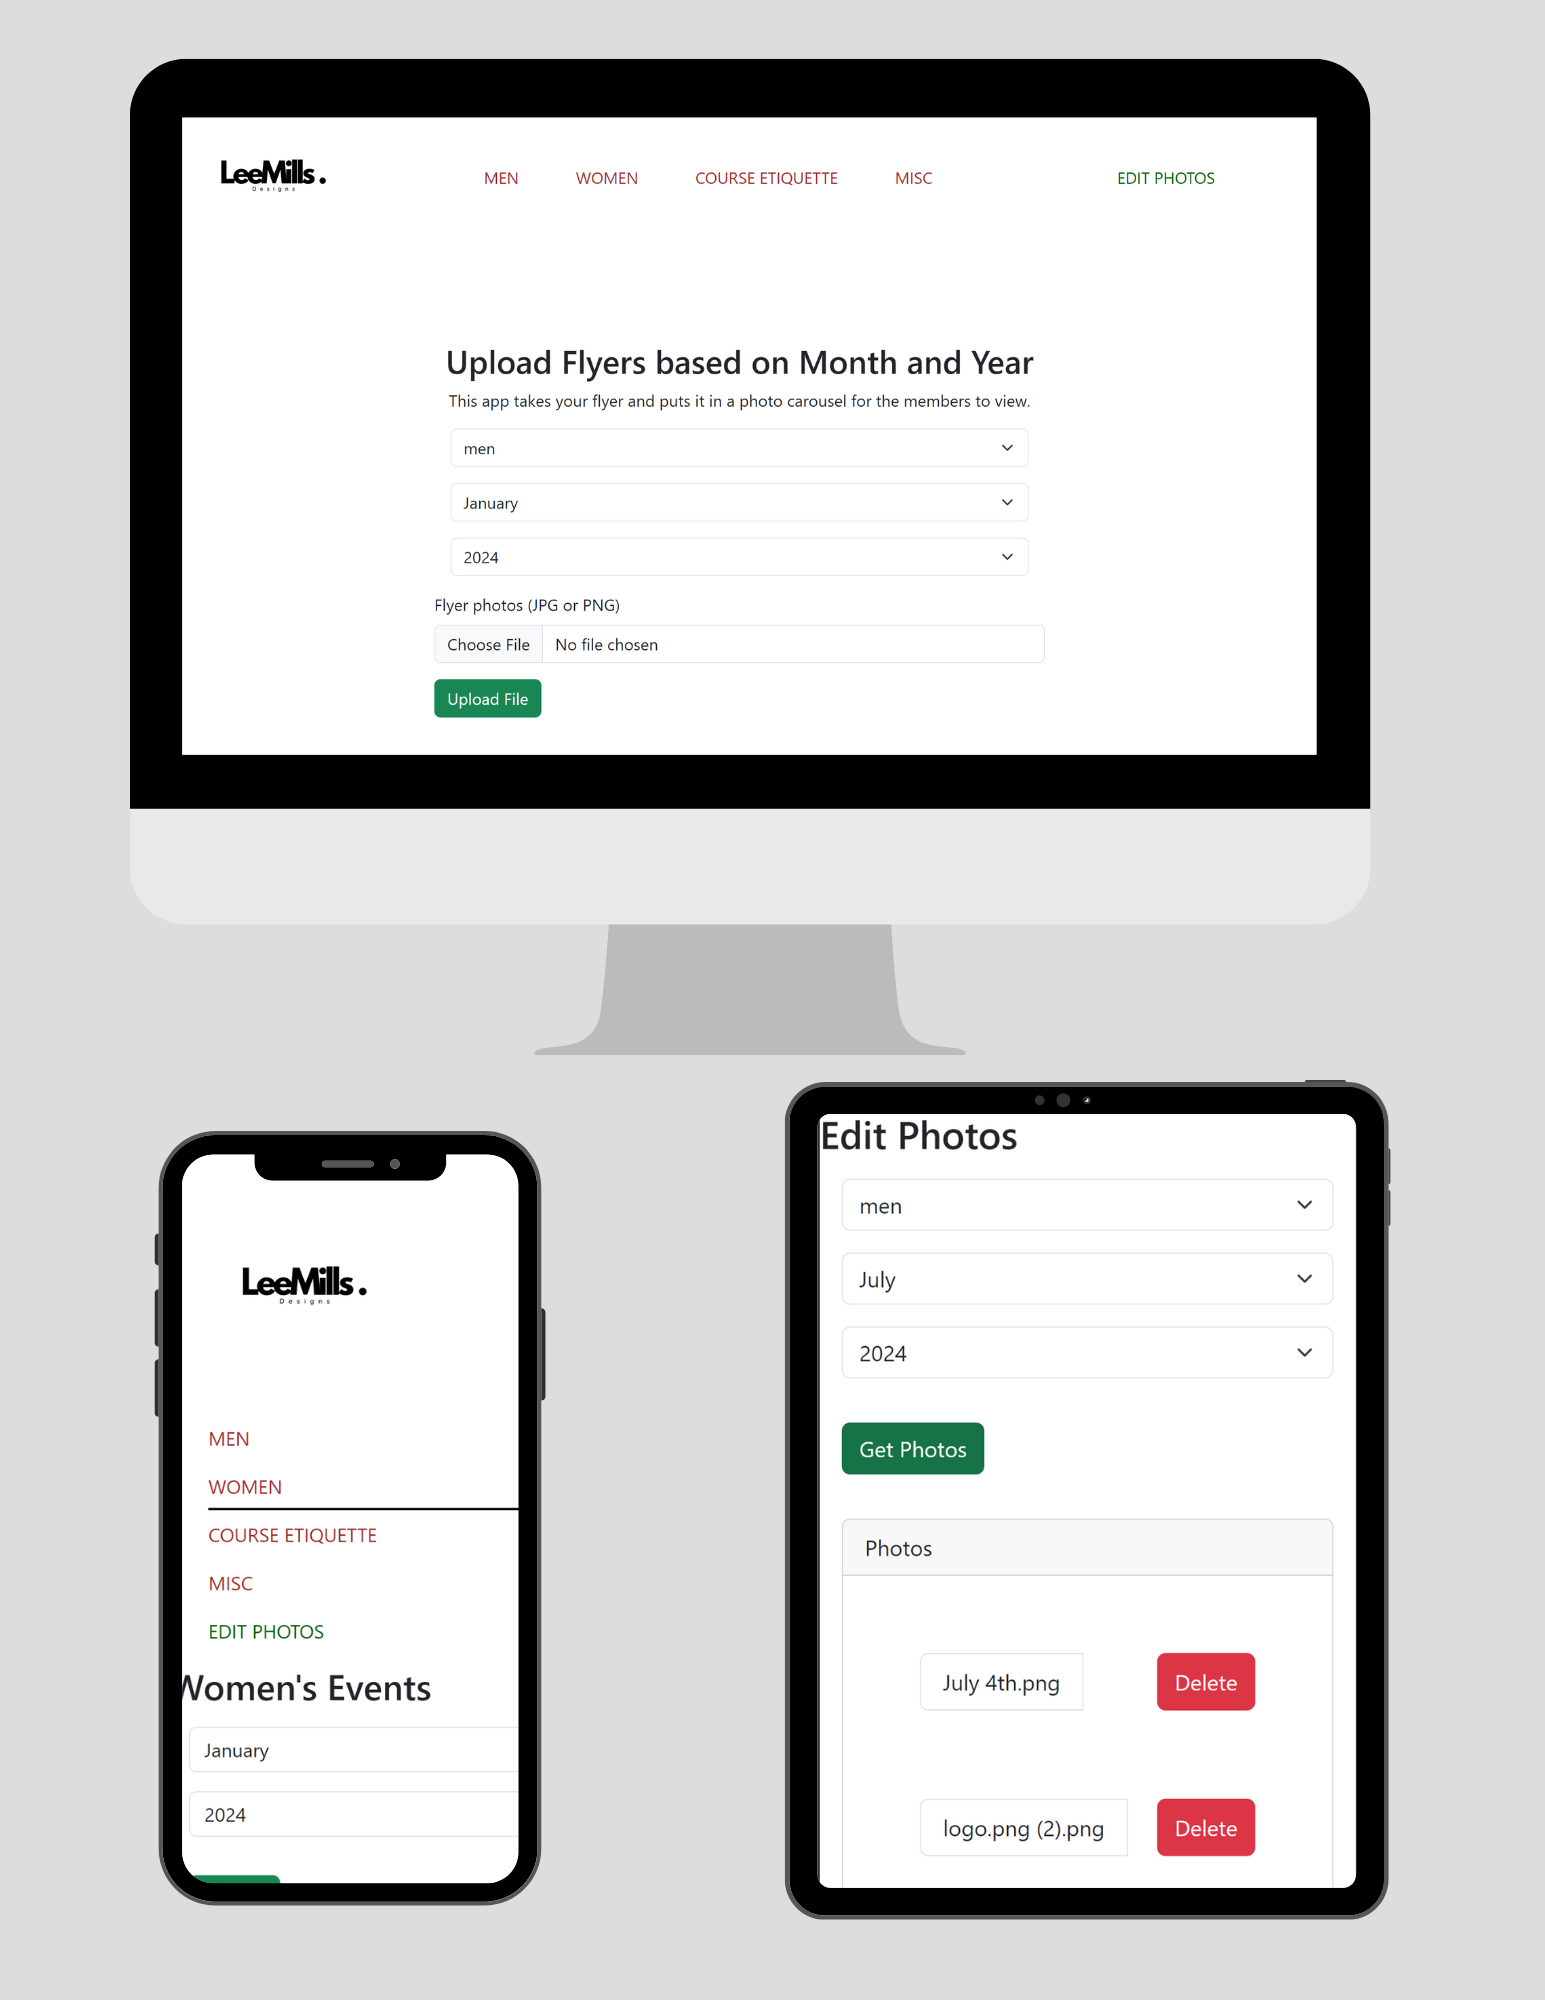 LeeMills.
Designs
MEN WOMEN COURSE ETIQUETTE MISC EDIT PHOTOS
Upload Flyers based on Month and Year
This app takes your flyer and puts it in a photo carousel for the members to view.
men
January
2024
Flyer photos (JPG or PNG)
Choose File No file chosen
Upload File
LeeMills.
Designs
MEN
WOMEN
COURSE ETIQUETTE
MISC
EDIT PHOTOS
Women's Events
January
2024
Edit Photos
men
July
2024
Get Photos
Photos
July 4th.png Delete
logo.png (2).png Delete